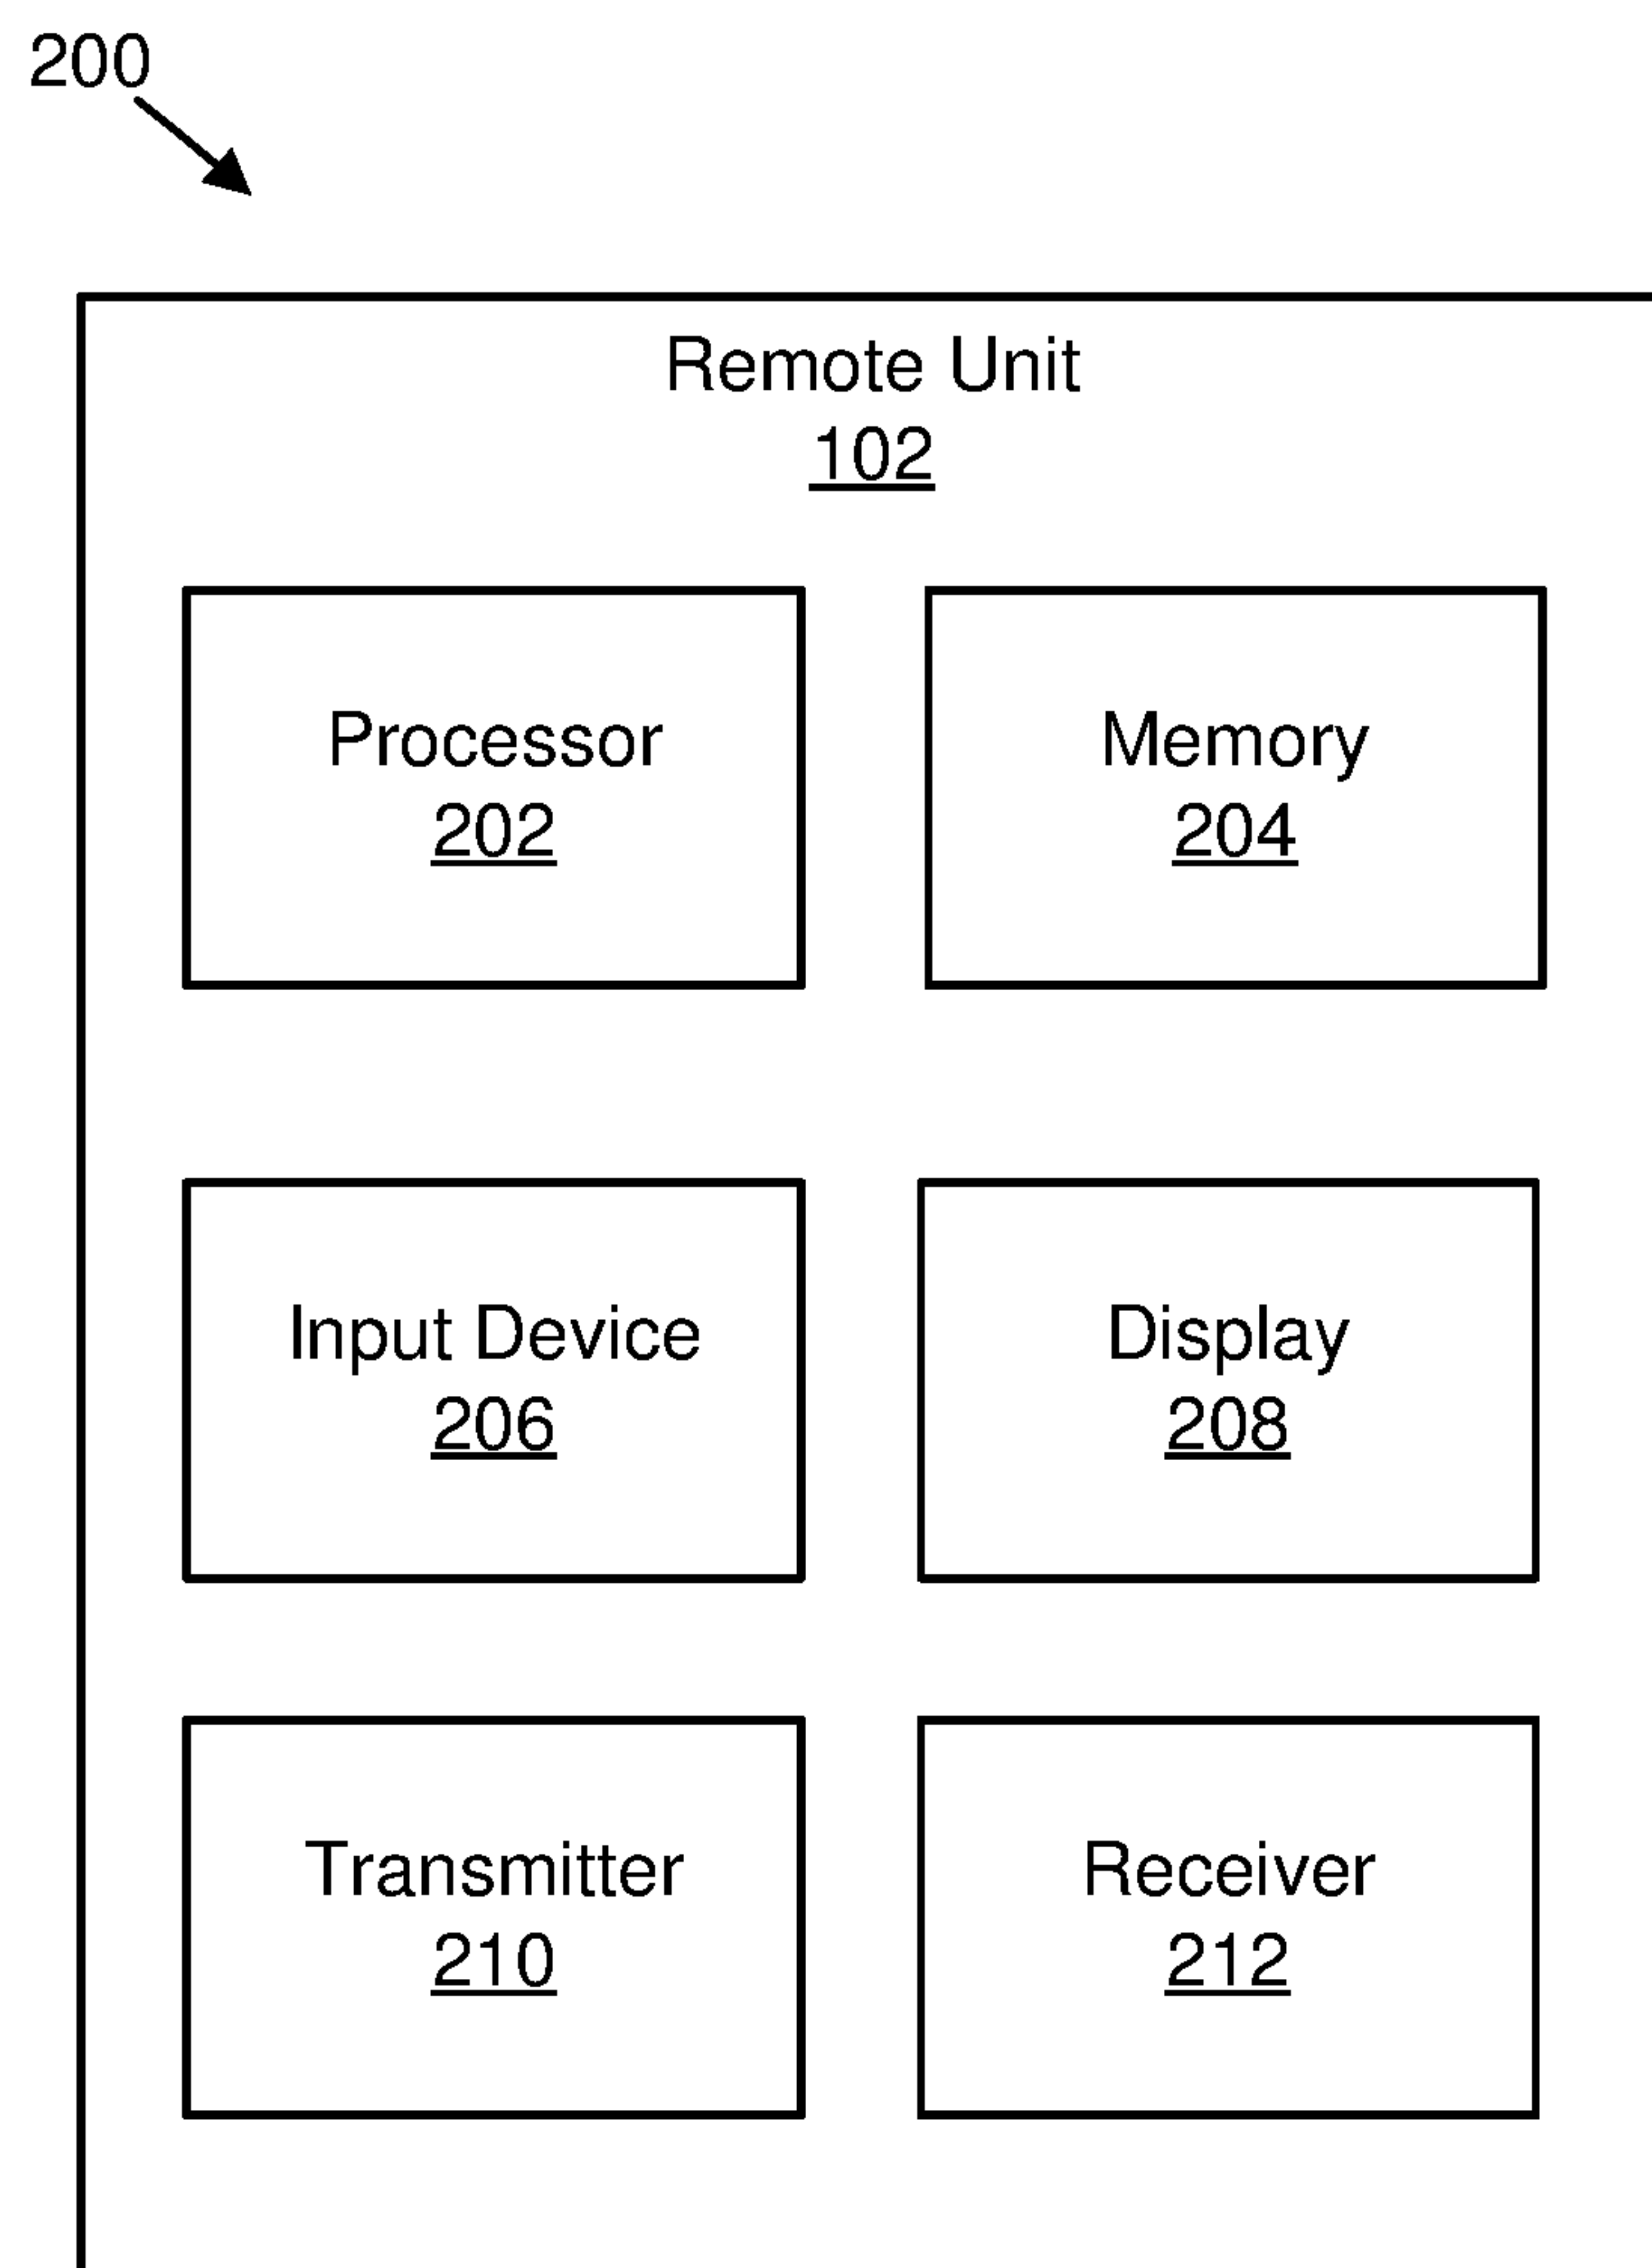 200
Remote Unit
102
Processor
202
Memory
204
Input Device
206
Display
208
Transmitter
210
Receiver
212